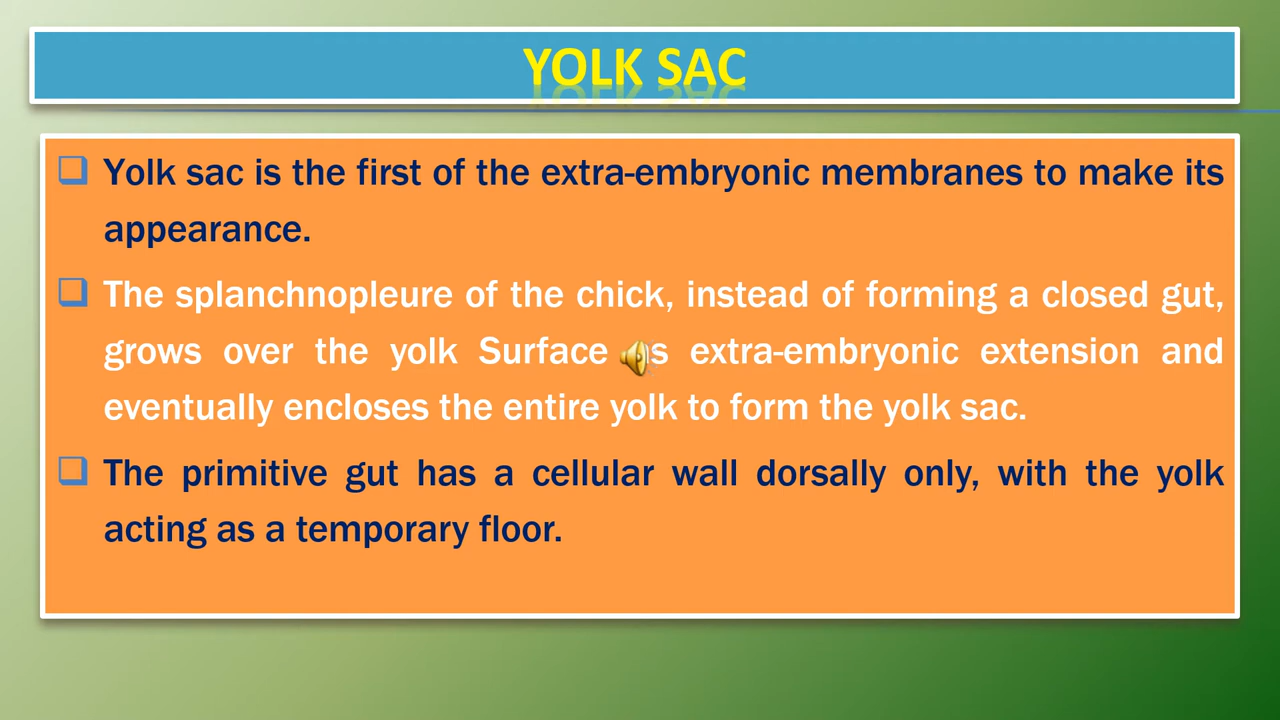 YOLK SAC
Yolk sac is the first of the extra-embryonic membranes to make its
appearance.
The splanchnopleure of the chick, instead of forming a closed gut,
grows over the yolk Surface as extra-embryonic extension and
eventually encloses the entire yolk to form the yolk sac.
The primitive gut has a cellular wall dorsally only, with the yolk
acting as a temporary floor.